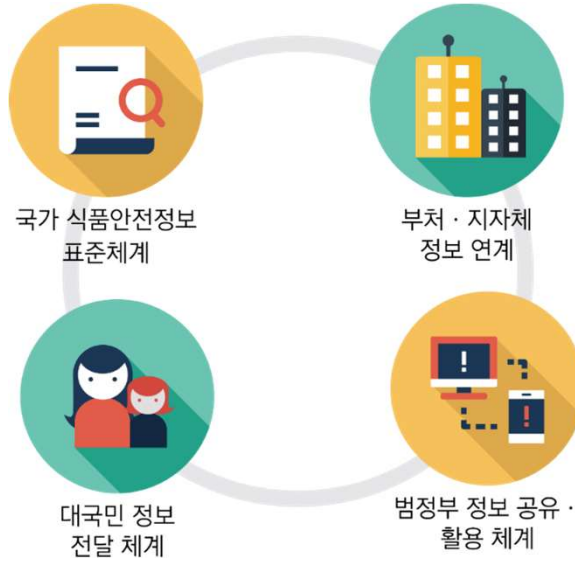 국가 식품안전정보
표준체계
부처 · 지자체
정보 연계
대국민 정보
전달 체계
범정부 정보 공유 ·
활용 체계